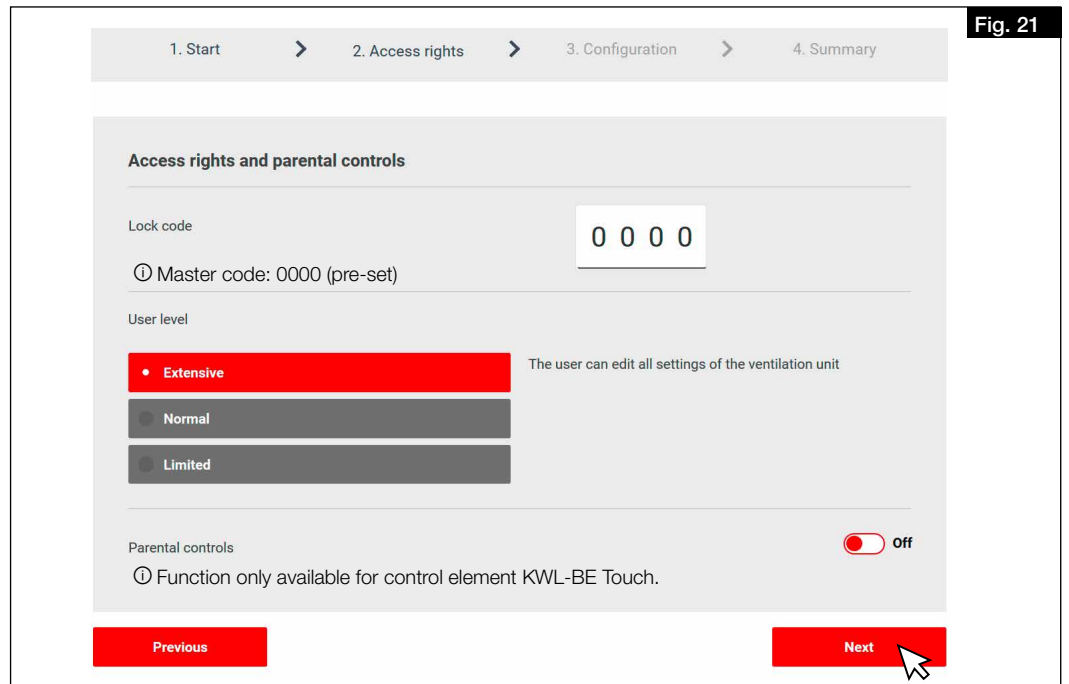 Fig. 21
1. Start > 2. Access rights > 3. Configuration > 4. Summary
Access rights and parental controls
Lock code
0 0 0 0
ⓘ Master code: 0000 (pre-set)
User level
Extensive
The user can edit all settings of the ventilation unit
Normal
Limited
Parental controls
Off
ⓘ Function only available for control element KWL-BE Touch.
Previous
Next